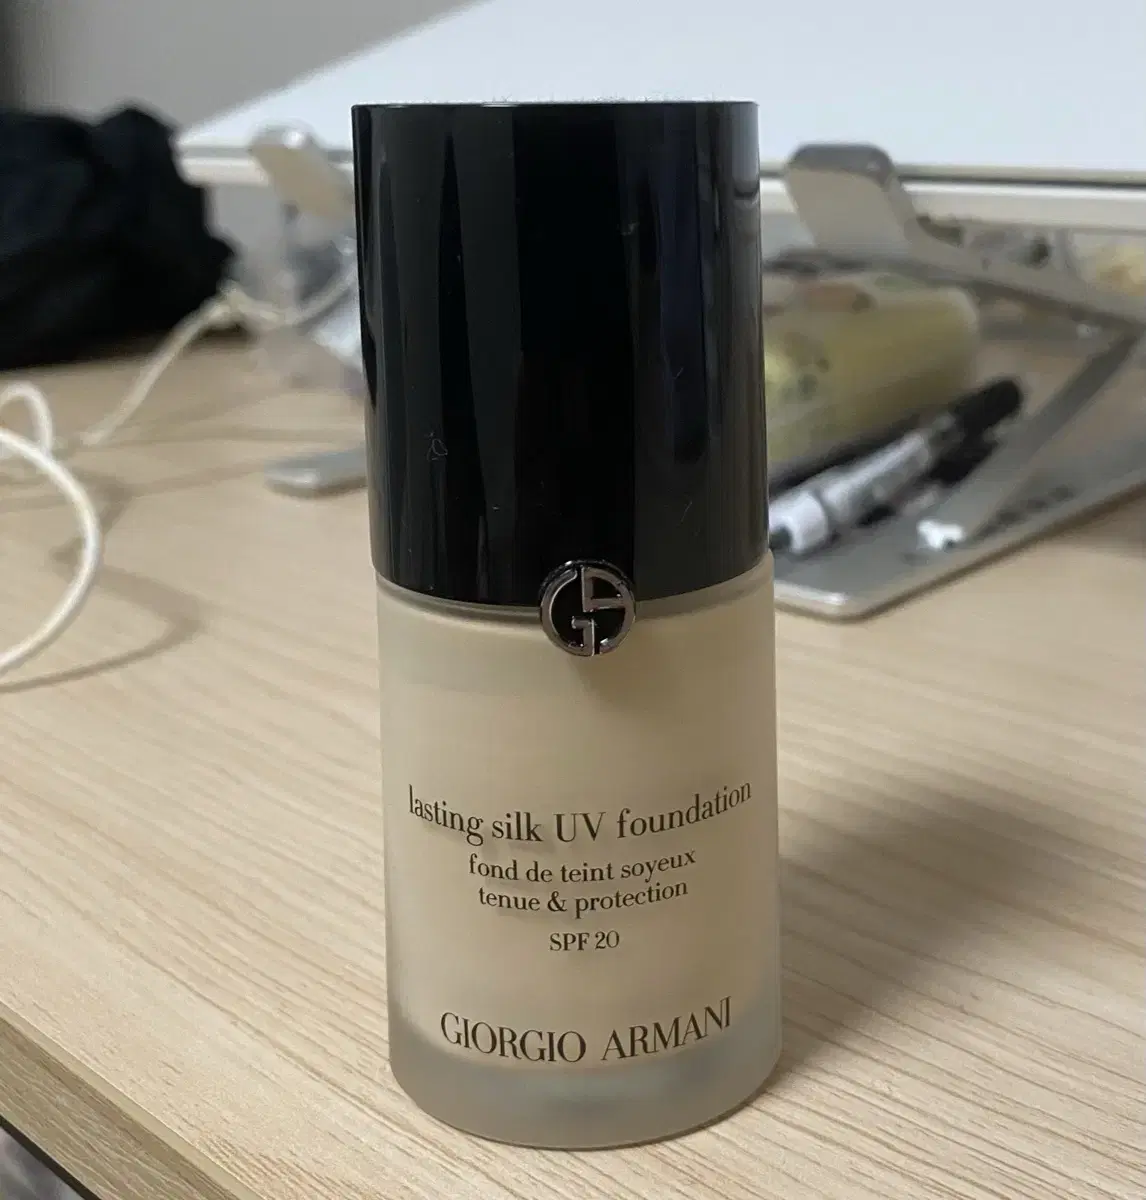 lasting silk UV foundation
fond de teint soyeux
tenue & protection
SPF 20
GIORGIO ARMANI